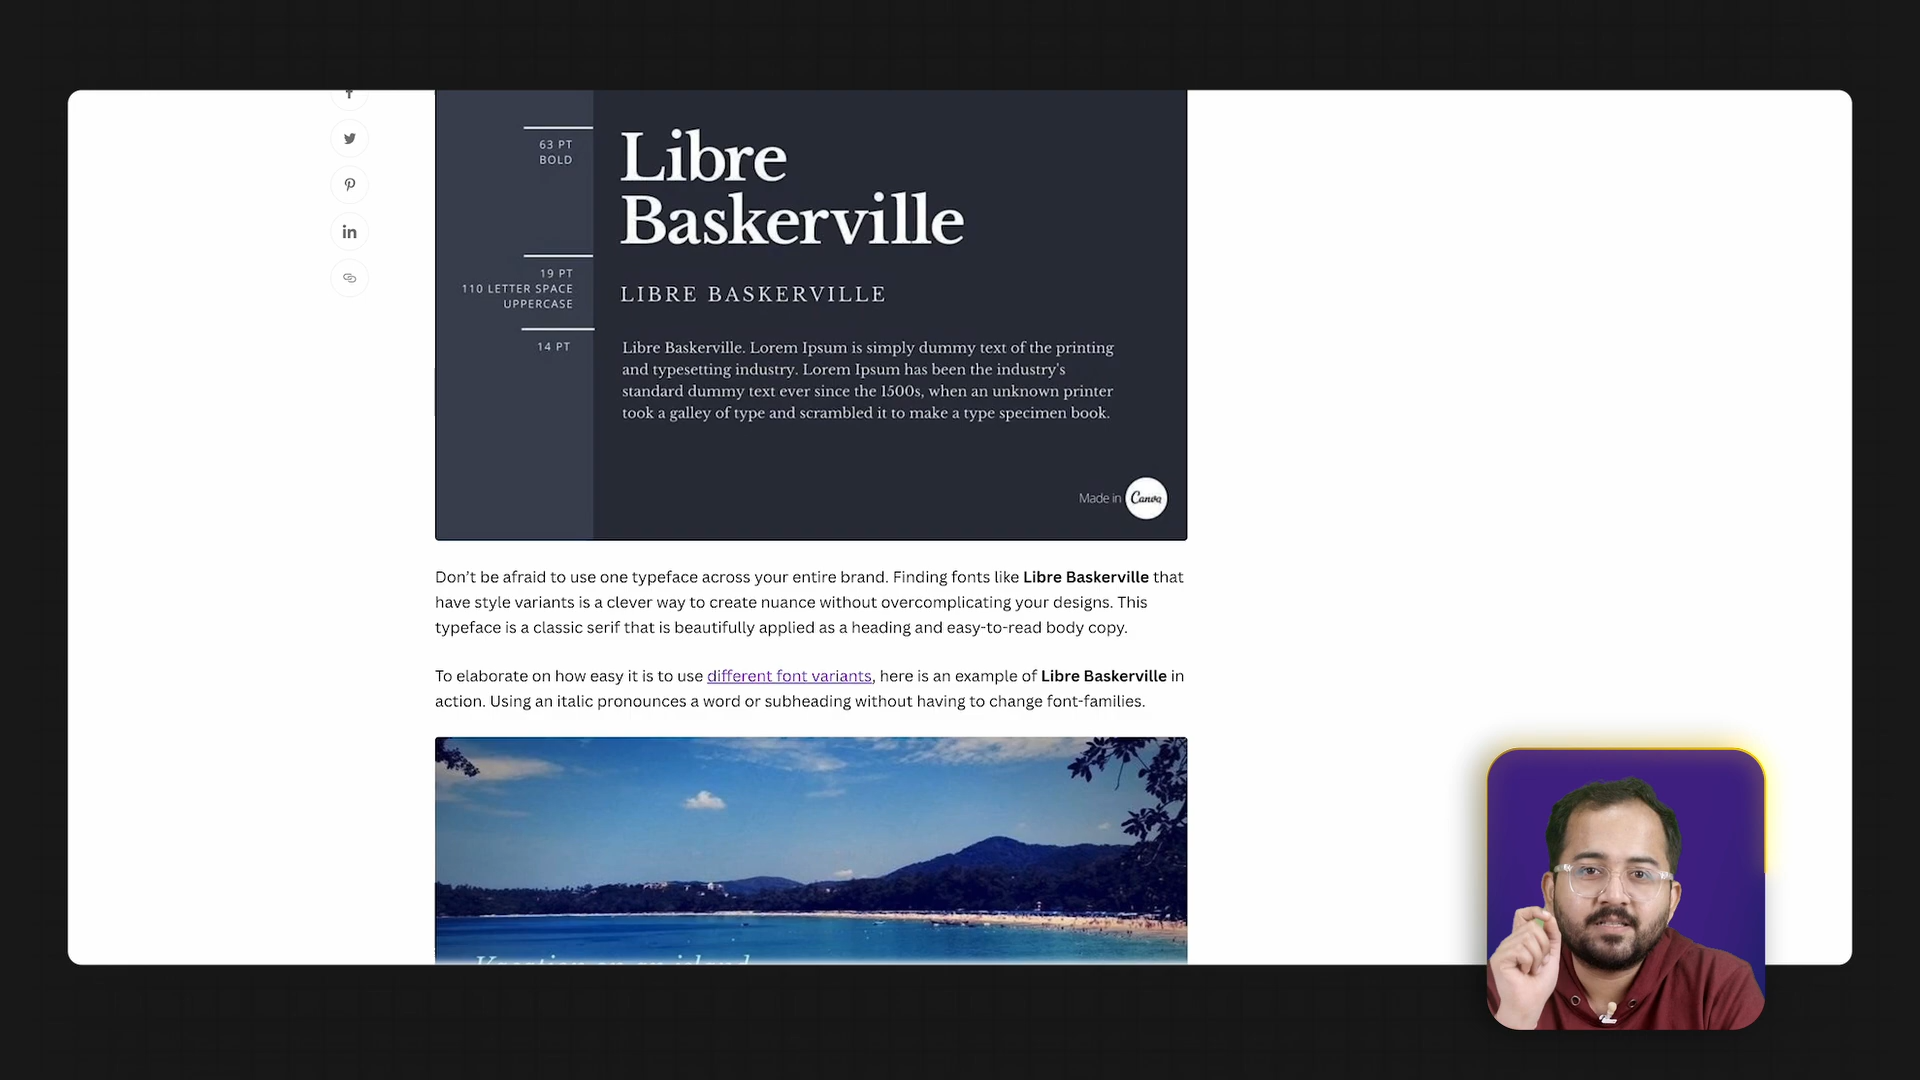 63 PT
BOLD
Libre
Baskerville
19 PT
110 LETTER SPACE
UPPERCASE
LIBRE BASKERVILLE
14 PT
Libre Baskerville. Lorem Ipsum is simply dummy text of the printing
and typesetting industry. Lorem Ipsum has been the industry's
standard dummy text ever since the 1500s, when an unknown printer
took a galley of type and scrambled it to make a type specimen book.
Made in Canva
Don’t be afraid to use one typeface across your entire brand. Finding fonts like Libre Baskerville that
have style variants is a clever way to create nuance without overcomplicating your designs. This
typeface is a classic serif that is beautifully applied as a heading and easy-to-read body copy.
To elaborate on how easy it is to use different font variants, here is an example of Libre Baskerville in
action. Using an italic pronounces a word or subheading without having to change font-families.
Vacation on an island